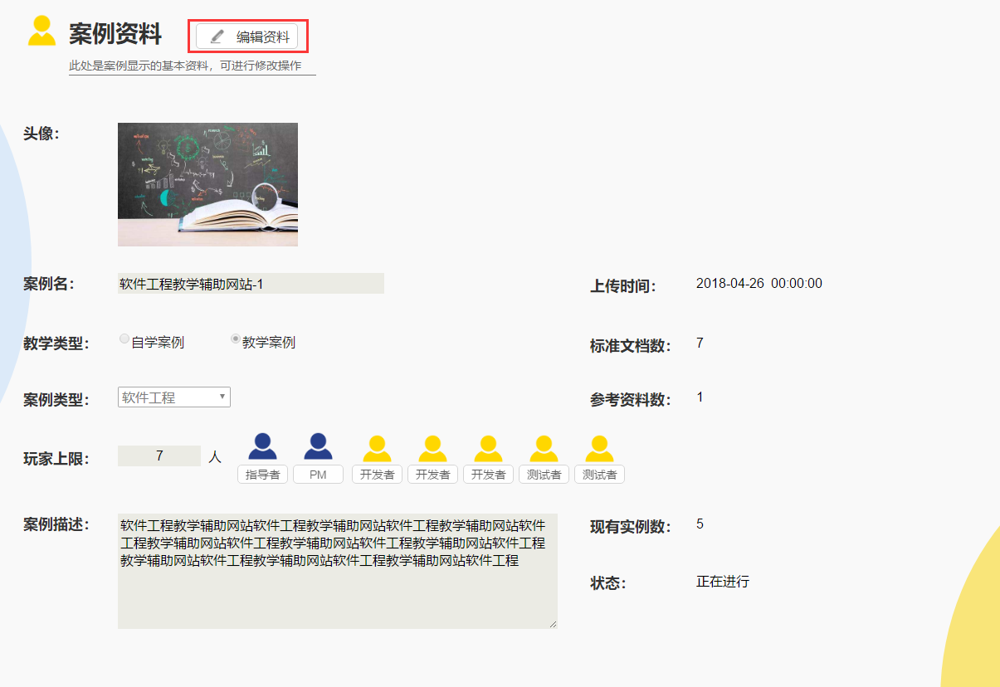 案例资料
编辑资料
此处是案例显示的基本资料，可进行修改操作
头像：
案例名：
软件工程教学辅助网站-1
上传时间：
2018-04-26 00:00:00
教学类型：
自学案例
教学案例
标准文档数：
7
案例类型：
软件工程
参考资料数：
1
玩家上限：
7
人
指导者
PM
开发者
开发者
开发者
测试者
测试者
案例描述：
软件工程教学辅助网站软件工程教学辅助网站软件工程教学辅助网站软件
工程教学辅助网站软件工程教学辅助网站软件工程教学辅助网站软件工程
教学辅助网站软件工程教学辅助网站软件工程教学辅助网站软件工程
现有实例数：
5
状态：
正在进行